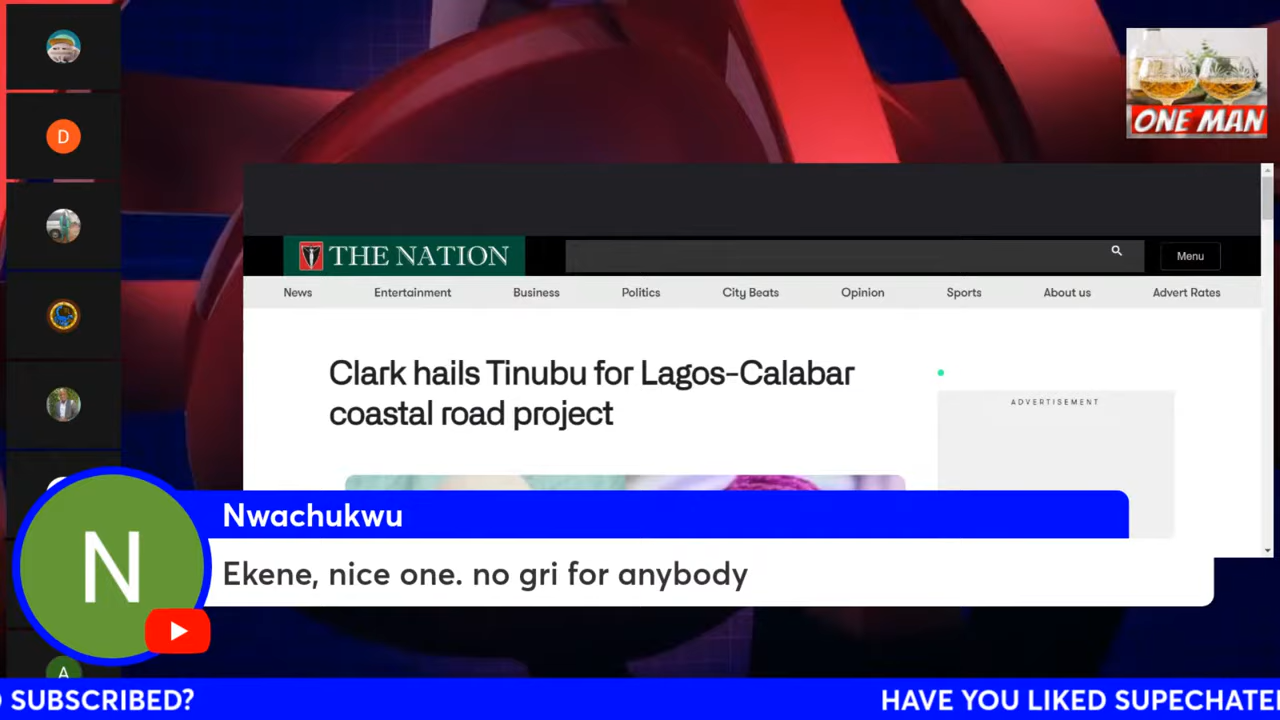 D
ONE MAN
THE NATION
Menu
News Entertainment Business Politics City Beats Opinion Sports About us Advert Rates
Clark hails Tinubu for Lagos-Calabar
coastal road project
ADVERTISEMENT
N
Nwachukwu
Ekene, nice one. no gri for anybody
A
SUBSCRIBED?
HAVE YOU LIKED